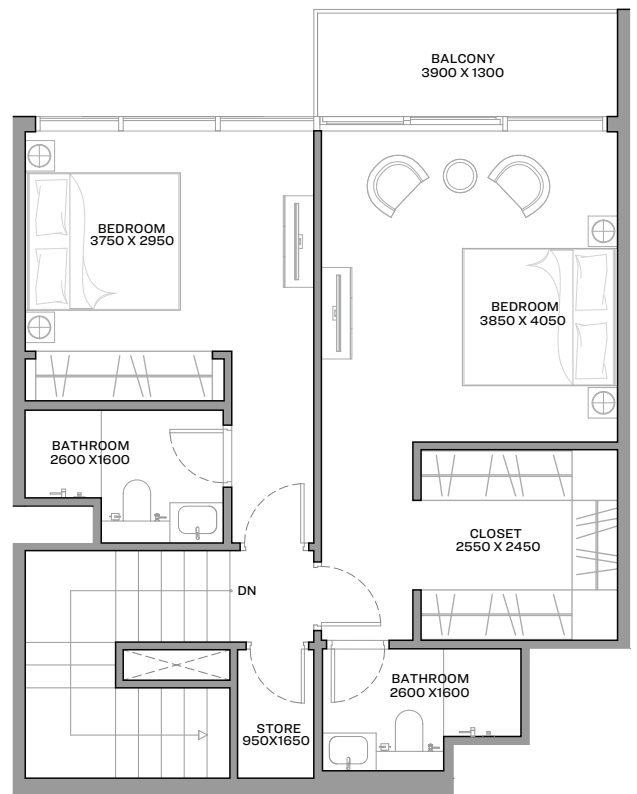 BALCONY
3900 X 1300
BEDROOM
3750 X 2950
BEDROOM
3850 X 4050
BATHROOM
2600 X1600
CLOSET
2550 X 2450
DN
BATHROOM
2600 X1600
STORE
950X1650